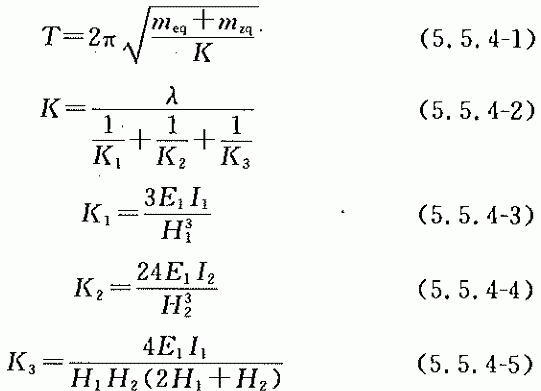 T=2π√((m_eq+m_zq)/K) (5.5.4-1)
K=λ/(1/K₁+1/K₂+1/K₃) (5.5.4-2)
K₁=3E₁I₁/H₁³ (5.5.4-3)
K₂=24E₁I₂/H₂³ (5.5.4-4)
K₃=4E₁I₁/(H₁H₂(2H₁+H₂)) (5.5.4-5)